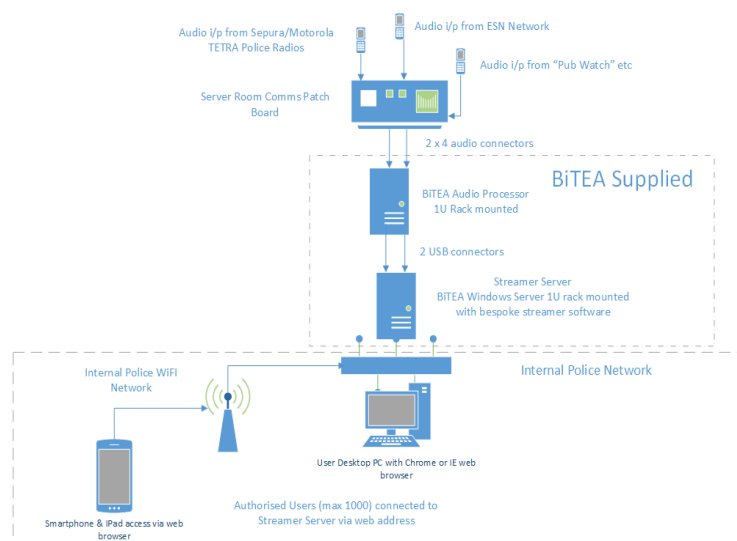 Audio i/p from Sepura/Motorola
TETRA Police Radios
Audio i/p from ESN Network
Audio i/p from “Pub Watch” etc
Server Room Comms Patch
Board
2 x 4 audio connectors
BiTEA Supplied
BiTEA Audio Processor
1U Rack mounted
2 USB connectors
Streamer Server
BiTEA Windows Server 1U rack mounted
with bespoke streamer software
Internal Police WiFI
Network
Internal Police Network
User Desktop PC with Chrome or IE web
browser
Authorised Users (max 1000) connected to
Streamer Server via web address
Smartphone & IPad access via web
browser